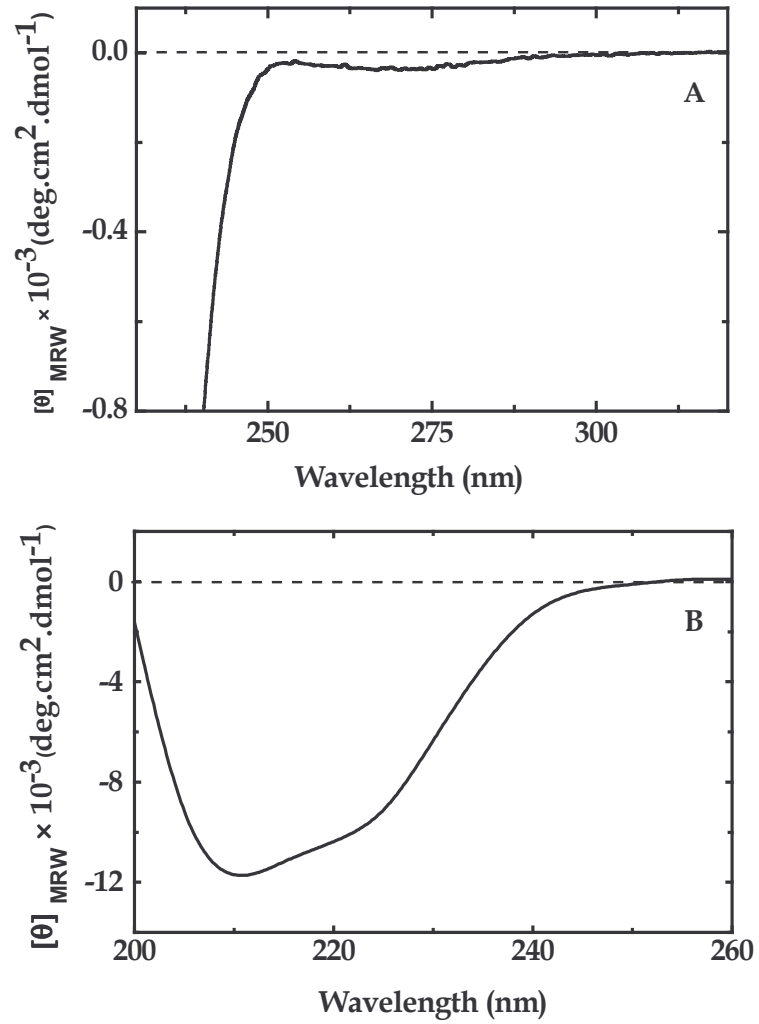 [θ] MRW × 10⁻³(deg.cm².dmol⁻¹)
0.0
-0.4
-0.8
A
250 275 300
Wavelength (nm)
[θ] MRW × 10⁻³(deg.cm².dmol⁻¹)
0
-4
-8
-12
B
200 220 240 260
Wavelength (nm)